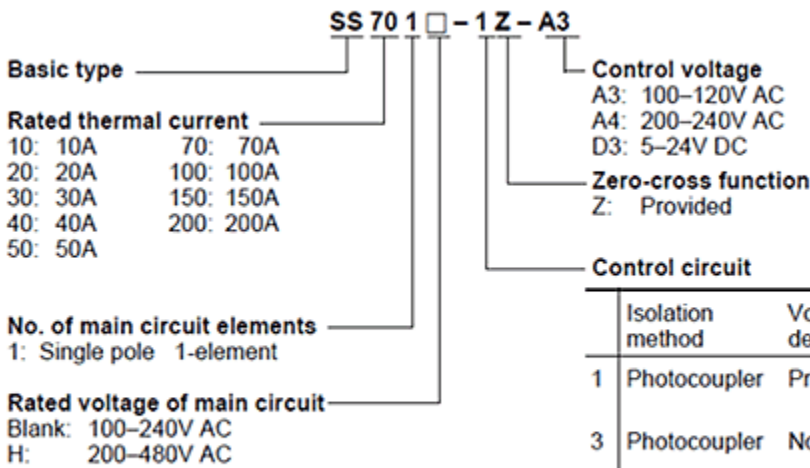 SS 70 1 □ – 1 Z – A3
Basic type
Rated thermal current
10: 10A 70: 70A
20: 20A 100: 100A
30: 30A 150: 150A
40: 40A 200: 200A
50: 50A
No. of main circuit elements
1: Single pole 1-element
Rated voltage of main circuit
Blank: 100–240V AC
H: 200–480V AC
Control voltage
A3: 100–120V AC
A4: 200–240V AC
D3: 5–24V DC
Zero-cross function
Z: Provided
Control circuit
Isolation
method
1 Photocoupler
3 Photocoupler